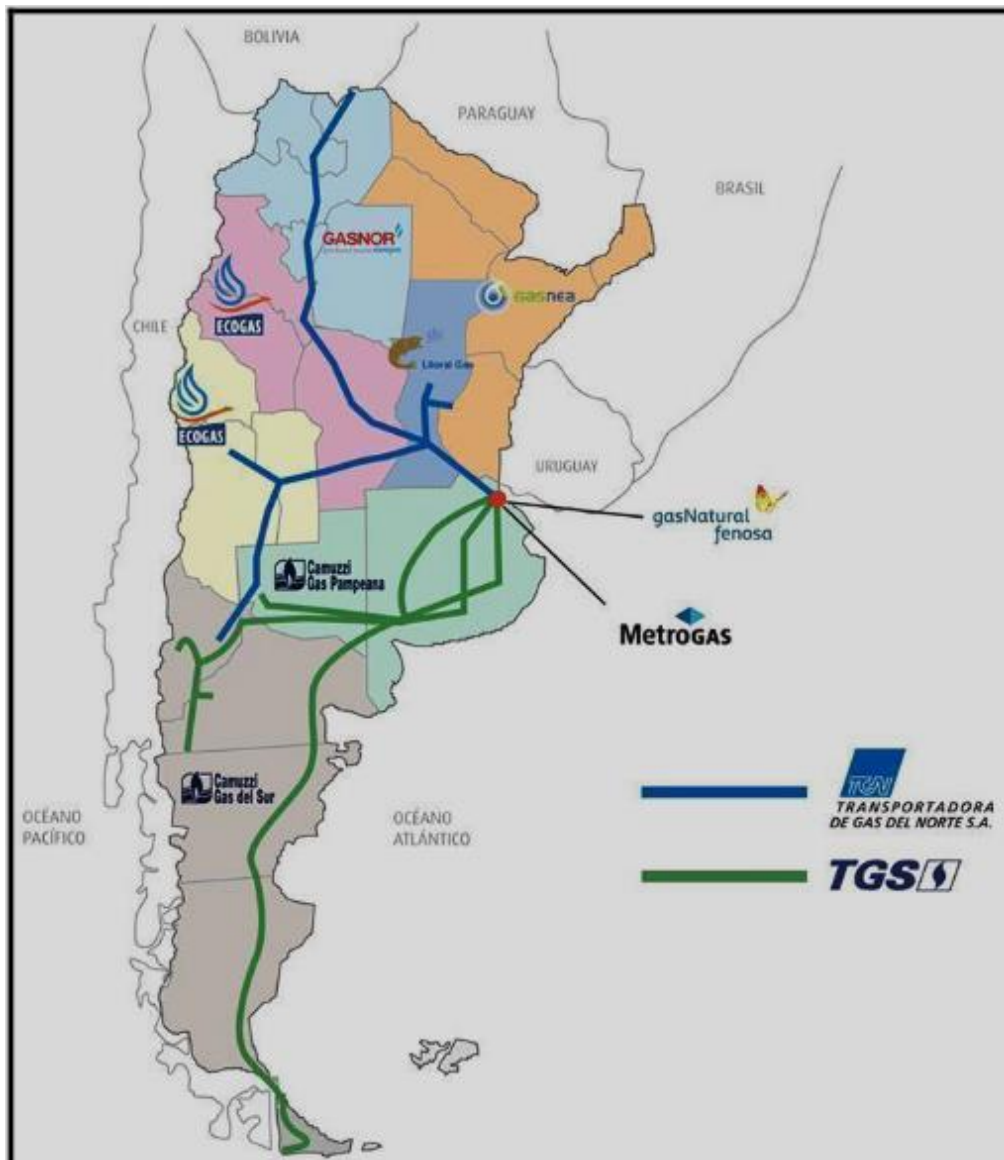 BOLIVIA
PARAGUAY
BRASIL
GASNOR
gasnea
ECOGAS
CHILE
Litoral Gas
ECOGAS
URUGUAY
gasNatural
fenosa
Camuzzi
Gas Pampeana
MetroGAS
Camuzzi
Gas del Sur
OCÉANO
PACÍFICO
OCÉANO
ATLÁNTICO
TGN
TRANSPORTADORA
DE GAS DEL NORTE S.A.
TGS